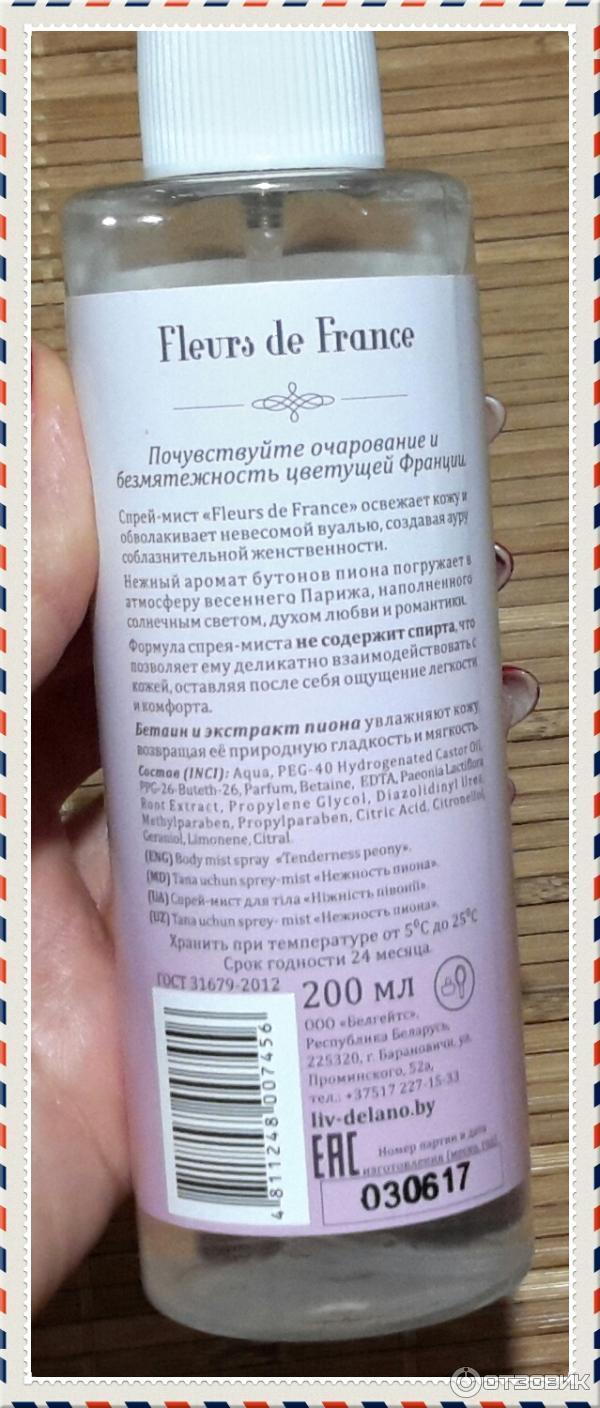 Fleurs de France
Почувствуйте очарование и
безмятежность цветущей Франции.
Спрей-мист «Fleurs de France» освежает кожу и
обволакивает невесомой вуалью, создавая ауру
соблазнительной женственности.
Нежный аромат бутонов пиона погружает в
атмосферу весеннего Парижа, наполненного
солнечным светом, духом любви и романтики.
Формула спрея-миста не содержит спирта, что
позволяет ему деликатно взаимодействовать с
кожей, оставляя после себя ощущение легкости
и комфорта.
Бетаин и экстракт пиона увлажняют кожу,
возвращая её природную гладкость и мягкость.
Состав (INCI): Aqua, PEG-40 Hydrogenated Castor Oil,
PPG-26-Buteth-26, Parfum, Betaine, EDTA, Paeonia Lactiflora
Root Extract, Propylene Glycol, Diazolidinyl Urea,
Methylparaben, Propylparaben, Citric Acid, Citronellol,
Geraniol, Limonene, Citral.
(ENG) Body mist spray «Tenderness peony».
(MD) Tana uchun sprey-mist «Нежность пиона».
(UA) Спрей-мист для тіла «Ніжність півонії».
(UZ) Tana uchun sprey- mist «Нежность пиона».
Хранить при температуре от 5°C до 25°C
Срок годности 24 месяца.
ГОСТ 31679-2012
200 мл
ООО «Белгейтс»,
Республика Беларусь,
225320, г. Барановичи, ул.
Проминского, 52а,
тел.: +37517 227-15-33
liv-delano.by
EAC
Номер партии и дата
изготовления (месяц, год)
030617
4 811248 007456
ОТЗОВИК